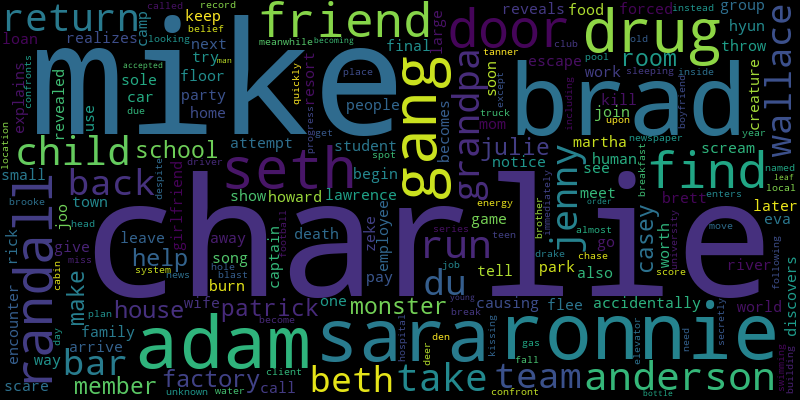 return
camp
keep
belief
record
called
looking
instead
friend
reveals
food
forced
group
old
drug
door
wallace
loan
realizes
next
final
meanwhile
becoming
large
hyun
throw
explains
confronts
mike
try
sole
floor
accepted
man
quickly
place
people
resort
escape
tanner
club
room
brad
pool
inside
sleeping
work
boyfriend
revealed
use
car
due
party
home
attempt
progress
get
gang
becomes
soon
mom
truck
except
including
kill
join
upon
creature
year
child
school
student
spot
grandpa
julie
martha
newspaper
scream
named
leaf
local
location
small
back
driver
despite
girlfriend
seth
begin
notice
human
see
breakfast
find
enters
randall
joo
town
head
brooke
show
howard
lawrence
zeke
employee
energy
game
jenny
meet
brett
later
eva
charlie
give
miss
leave
away
song
death
captain
football
series
teen
run
tell
brother
immediately
order
drake
chase
park
go
also
casey
almost
worth
university
score
move
river
following
encounter
rick
help
system
news
hole
blast
burn
pay
job
du
causing
flee
accidentally
world
discovers
cabin
make
plan
house
wife
patrick
one
monster
young
break
elevator
need
secretly
day
family
become
hospital
way
arrive
adam
sara
deer
den
kissing
gas
fall
ronnie
scare
bar
factory
client
unknown
water
call
beth
take
team
confront
anderson
bottle
swimming
building
member